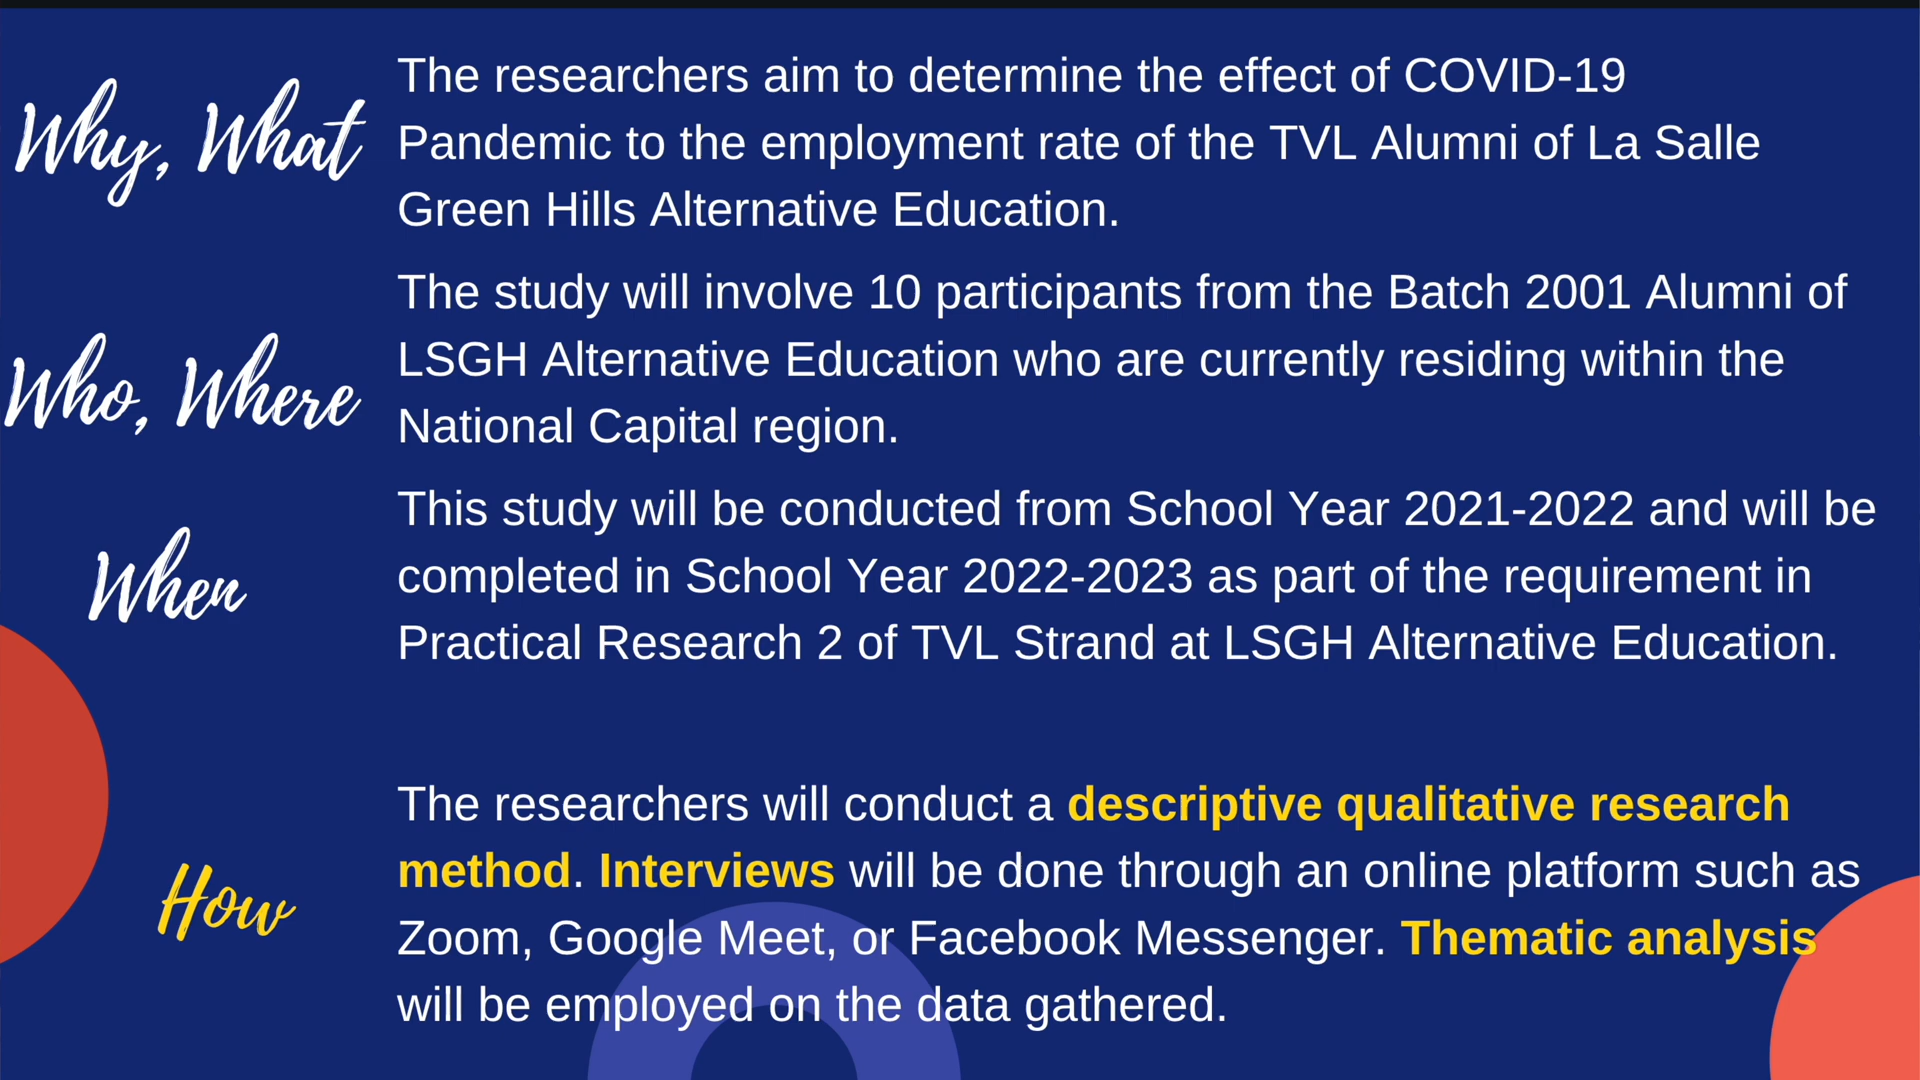 Why, What
The researchers aim to determine the effect of COVID-19
Pandemic to the employment rate of the TVL Alumni of La Salle
Green Hills Alternative Education.
Who, Where
The study will involve 10 participants from the Batch 2001 Alumni of
LSGH Alternative Education who are currently residing within the
National Capital region.
When
This study will be conducted from School Year 2021-2022 and will be
completed in School Year 2022-2023 as part of the requirement in
Practical Research 2 of TVL Strand at LSGH Alternative Education.
How
The researchers will conduct a descriptive qualitative research
method. Interviews will be done through an online platform such as
Zoom, Google Meet, or Facebook Messenger. Thematic analysis
will be employed on the data gathered.